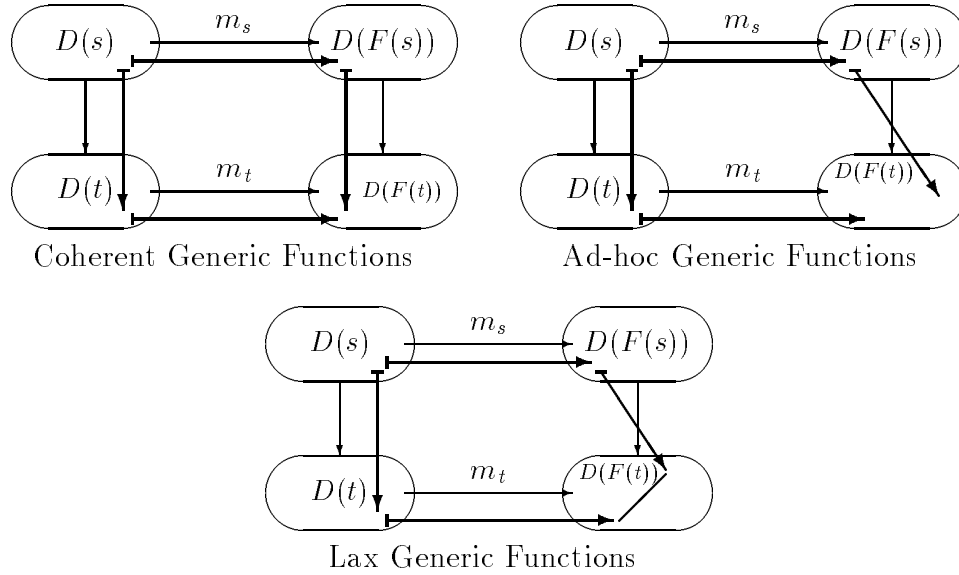 D(s) m_s D(F(s))
D(t) m_t D(F(t))
Coherent Generic Functions
D(s) m_s D(F(s))
D(t) m_t D(F(t))
Ad-hoc Generic Functions
D(s) m_s D(F(s))
D(t) m_t D(F(t))
Lax Generic Functions